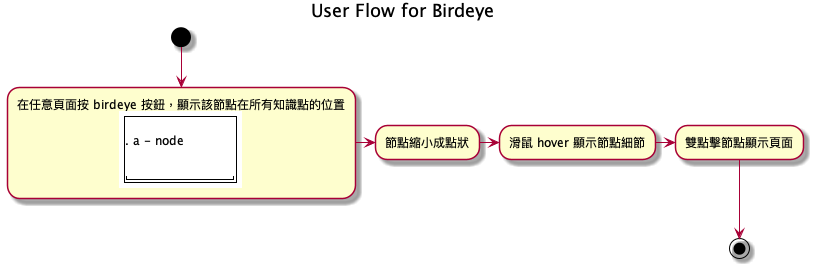 User Flow for Birdeye
在任意頁面按 birdeye 按鈕，顯示該節點在所有知識點的位置
. a - node
節點縮小成點狀
滑鼠 hover 顯示節點細節
雙點擊節點顯示頁面